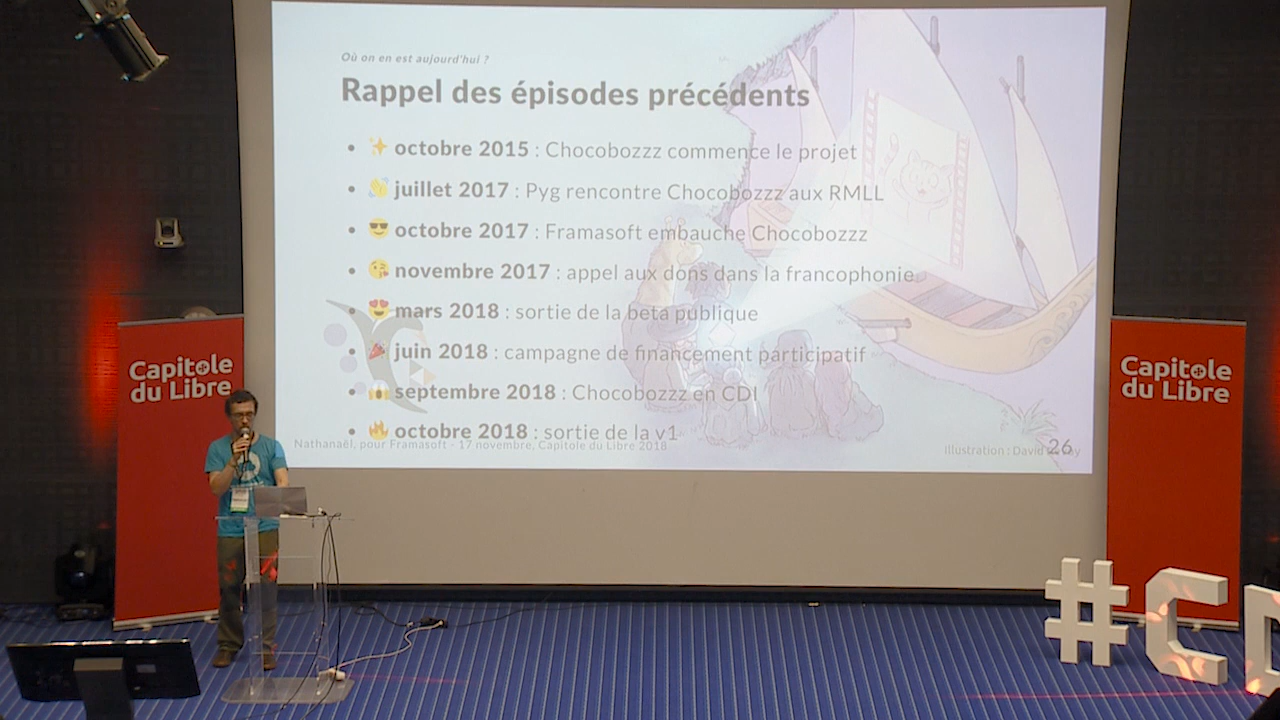 Où on en est aujourd'hui ?
Rappel des épisodes précédents
• ✨ octobre 2015 : Chocobozzz commence le projet
• 👋 juillet 2017 : Pyg rencontre Chocobozzz aux RMLL
• 😎 octobre 2017 : Framasoft embauche Chocobozzz
• 😘 novembre 2017 : appel aux dons dans la francophonie
• 😍 mars 2018 : sortie de la beta publique
• 🎉 juin 2018 : campagne de financement participatif
• 😱 septembre 2018 : Chocobozzz en CDI
• 🔥 octobre 2018 : sortie de la v1
Nathanaël, pour Framasoft - 17 novembre, Capitole du Libre 2018
Illustration : David
26
Capitole
du Libre
Capitole
du Libre
#C